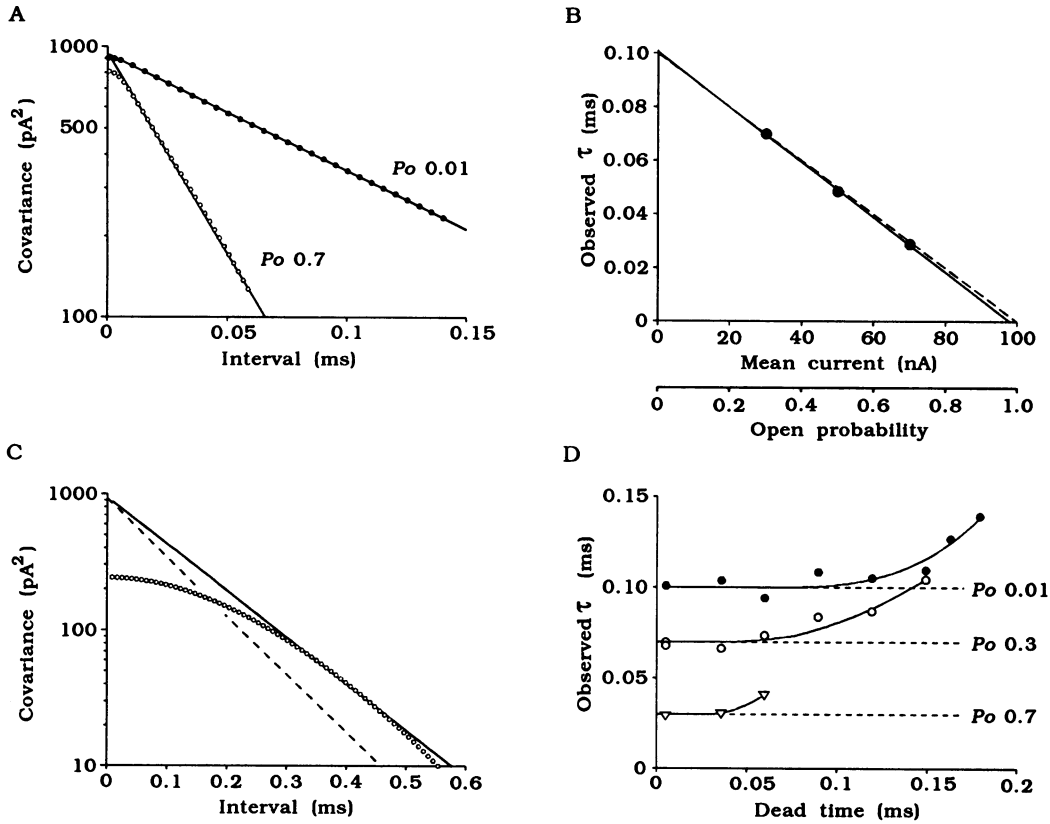 A
1000
500
100
Covariance (pA²)
Po 0.01
Po 0.7
0 0.05 0.1 0.15
Interval (ms)
B
0.10
0.08
0.06
0.04
0.02
0
Observed τ (ms)
0 20 40 60 80 100
Mean current (nA)
0 0.2 0.4 0.6 0.8 1.0
Open probability
C
1000
100
10
Covariance (pA²)
0 0.1 0.2 0.3 0.4 0.5 0.6
Interval (ms)
D
0.15
0.10
0.05
0
Observed τ (ms)
Po 0.01
Po 0.3
Po 0.7
0 0.05 0.1 0.15 0.2
Dead time (ms)